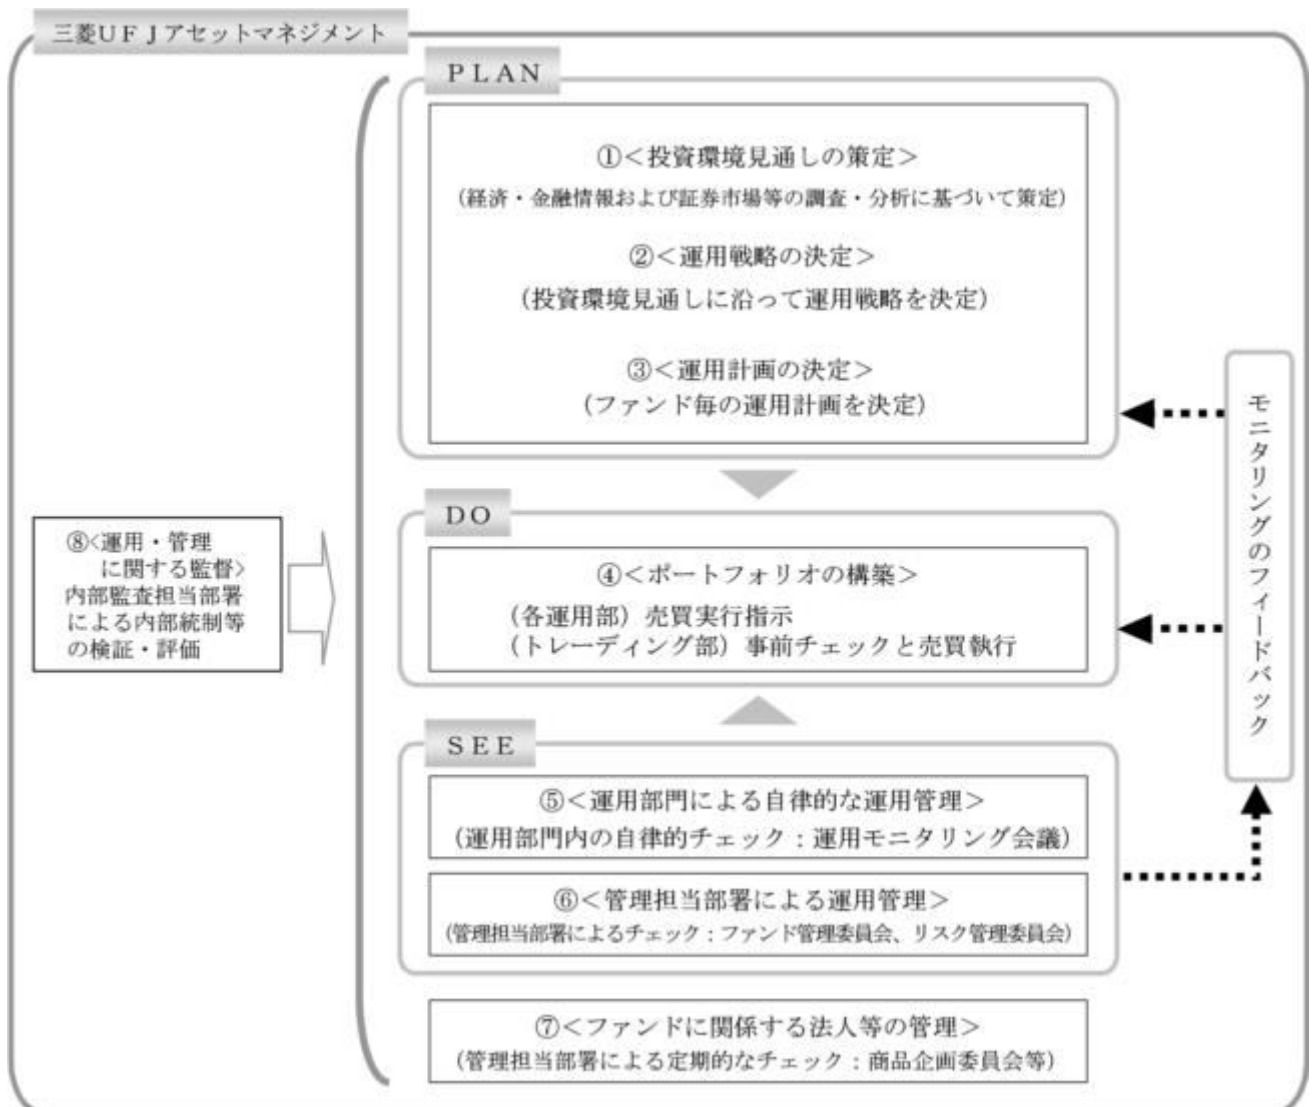 三菱UFJアセットマネジメント
PLAN
①＜投資環境見通しの策定＞
(経済・金融情報および証券市場等の調査・分析に基づいて策定)
②＜運用戦略の決定＞
(投資環境見通しに沿って運用戦略を決定)
③＜運用計画の決定＞
(ファンド毎の運用計画を決定)
DO
④＜ポートフォリオの構築＞
(各運用部) 売買実行指示
(トレーディング部) 事前チェックと売買執行
SEE
⑤＜運用部門による自律的な運用管理＞
(運用部門内の自律的チェック：運用モニタリング会議)
⑥＜管理担当部署による運用管理＞
(管理担当部署によるチェック：ファンド管理委員会、リスク管理委員会)
⑦＜ファンドに関係する法人等の管理＞
(管理担当部署による定期的なチェック：商品企画委員会等)
⑧<運用・管理
に関する監督>
内部監査担当部署
による内部統制等
の検証・評価
モニタリングのフィードバック